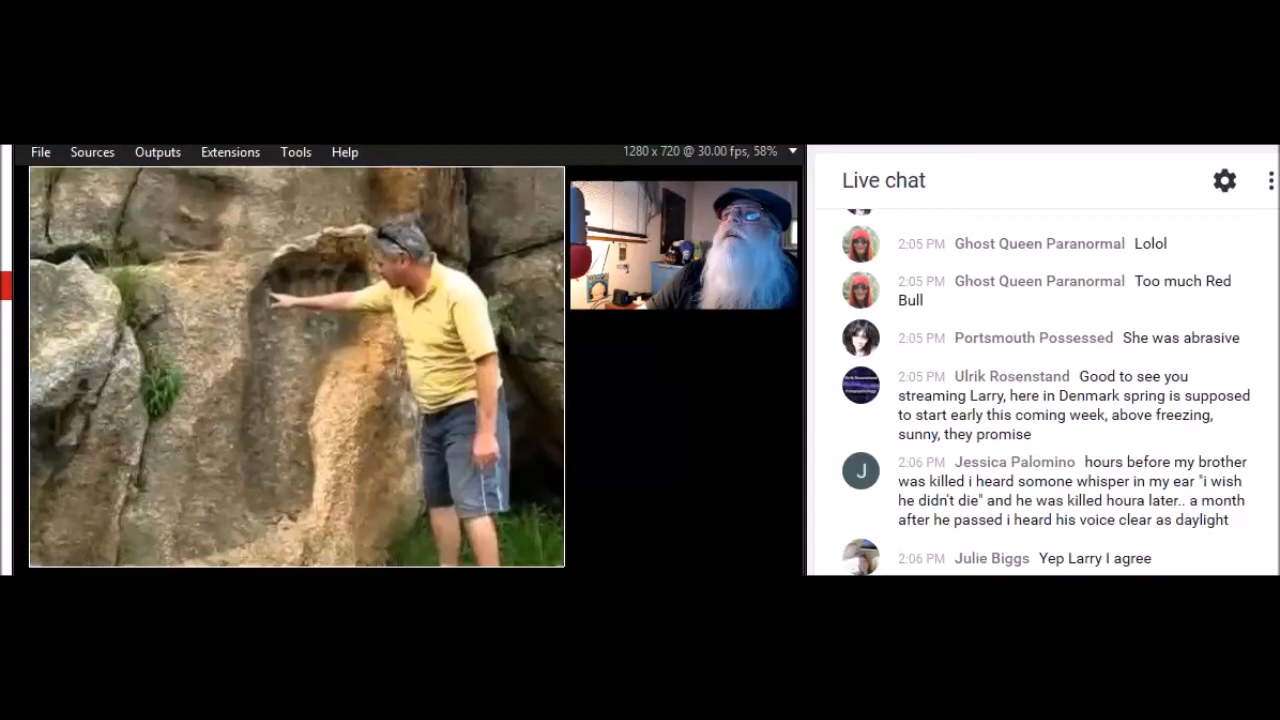 File Sources Outputs Extensions Tools Help
1280 x 720 @ 30.00 fps, 58%
Live chat
2:05 PM Ghost Queen Paranormal Lolol
2:05 PM Ghost Queen Paranormal Too much Red
Bull
2:05 PM Portsmouth Possessed She was abrasive
2:05 PM Ulrik Rosenstand Good to see you
streaming Larry, here in Denmark spring is supposed
to start early this coming week, above freezing,
sunny, they promise
J
2:06 PM Jessica Palomino hours before my brother
was killed i heard somone whisper in my ear "i wish
he didn't die" and he was killed houra later.. a month
after he passed i heard his voice clear as daylight
2:06 PM Julie Biggs Yep Larry I agree